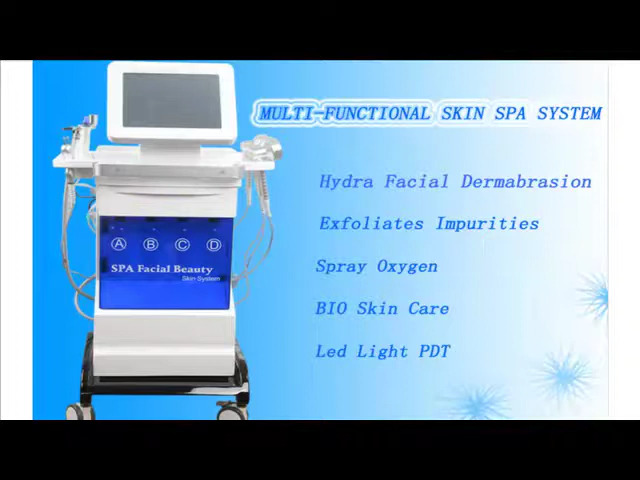 MULTI-FUNCTIONAL SKIN SPA SYSTEM
Hydra Facial Dermabrasion
Exfoliates Impurities
Spray Oxygen
BIO Skin Care
Led Light PDT
A B C D
SPA Facial Beauty
Skin System